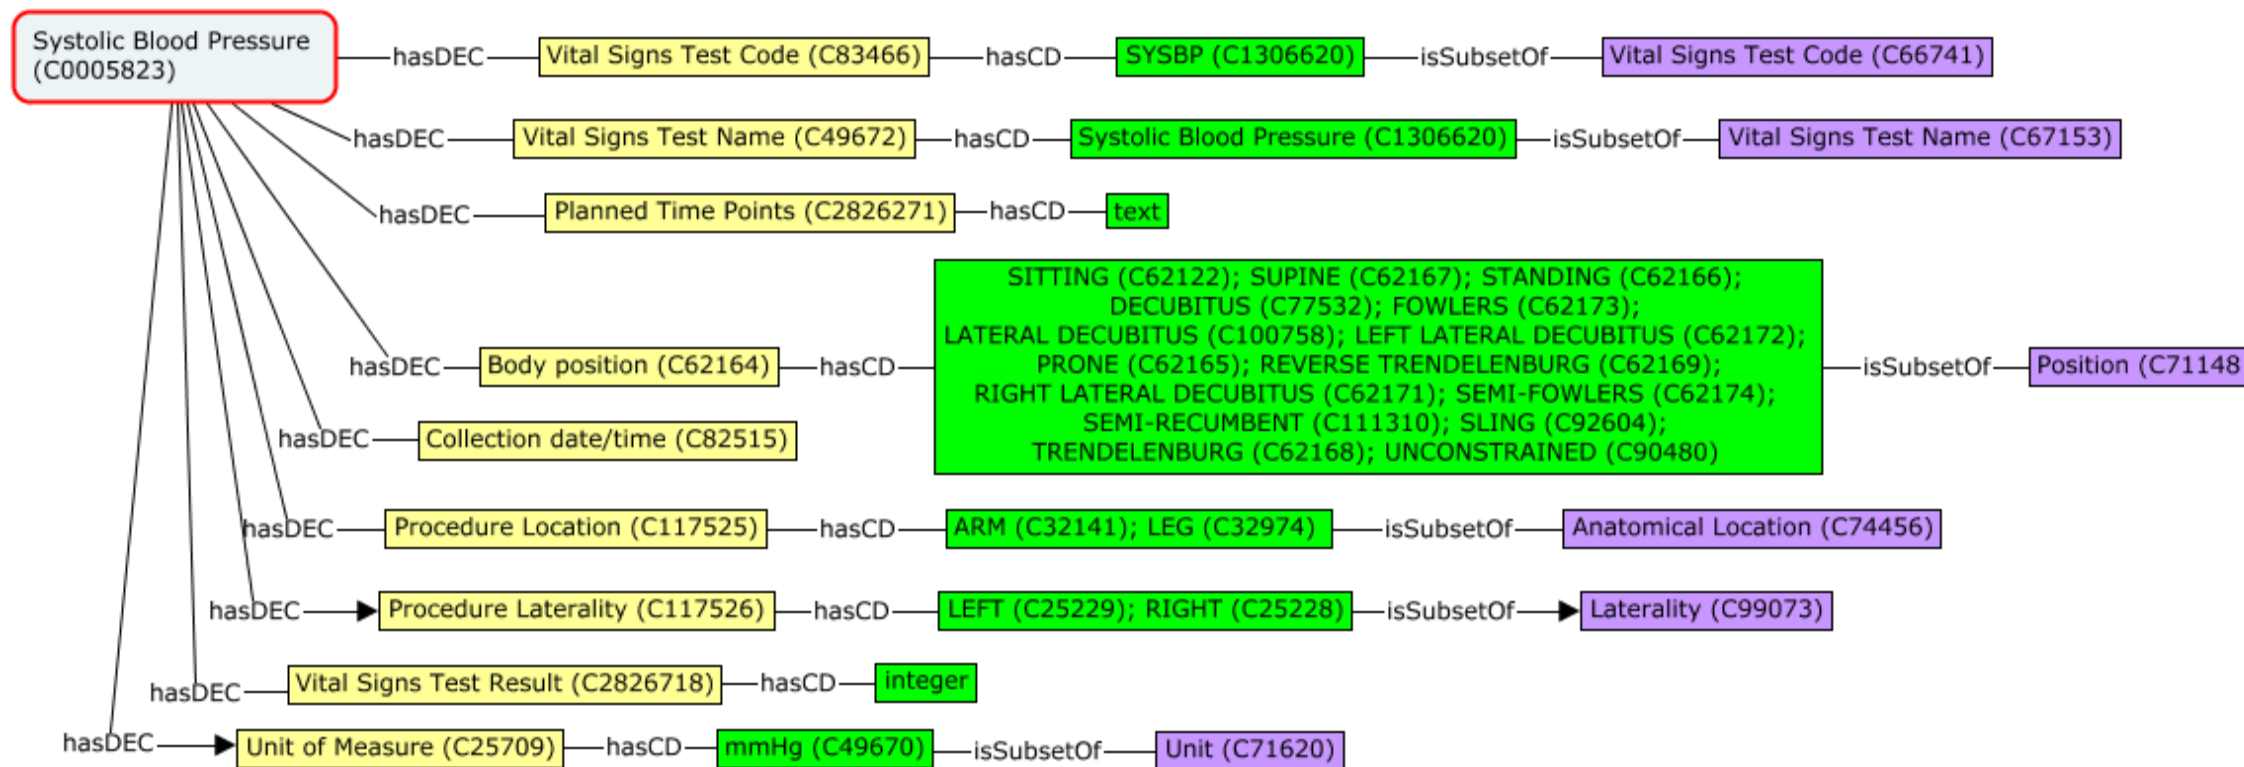 Systolic Blood Pressure
(C0005823)
hasDEC
Vital Signs Test Code (C83466)
hasCD
SYSBP (C1306620)
isSubsetOf
Vital Signs Test Code (C66741)
hasDEC
Vital Signs Test Name (C49672)
hasCD
Systolic Blood Pressure (C1306620)
isSubsetOf
Vital Signs Test Name (C67153)
hasDEC
Planned Time Points (C2826271)
hasCD
text
hasDEC
Body position (C62164)
hasCD
SITTING (C62122); SUPINE (C62167); STANDING (C62166);
DECUBITUS (C77532); FOWLERS (C62173);
LATERAL DECUBITUS (C100758); LEFT LATERAL DECUBITUS (C62172);
PRONE (C62165); REVERSE TRENDELENBURG (C62169);
RIGHT LATERAL DECUBITUS (C62171); SEMI-FOWLERS (C62174);
SEMI-RECUMBENT (C111310); SLING (C92604);
TRENDELENBURG (C62168); UNCONSTRAINED (C90480)
isSubsetOf
Position (C71148
hasDEC
Collection date/time (C82515)
hasDEC
Procedure Location (C117525)
hasCD
ARM (C32141); LEG (C32974)
isSubsetOf
Anatomical Location (C74456)
hasDEC
Procedure Laterality (C117526)
hasCD
LEFT (C25229); RIGHT (C25228)
isSubsetOf
Laterality (C99073)
hasDEC
Vital Signs Test Result (C2826718)
hasCD
integer
hasDEC
Unit of Measure (C25709)
hasCD
mmHg (C49670)
isSubsetOf
Unit (C71620)